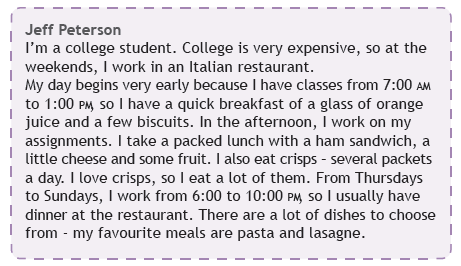 Jeff Peterson
I'm a college student. College is very expensive, so at the
weekends, I work in an Italian restaurant.
My day begins very early because I have classes from 7:00 AM
to 1:00 PM, so I have a quick breakfast of a glass of orange
juice and a few biscuits. In the afternoon, I work on my
assignments. I take a packed lunch with a ham sandwich, a
little cheese and some fruit. I also eat crisps – several packets
a day. I love crisps, so I eat a lot of them. From Thursdays
to Sundays, I work from 6:00 to 10:00 PM, so I usually have
dinner at the restaurant. There are a lot of dishes to choose
from - my favourite meals are pasta and lasagne.